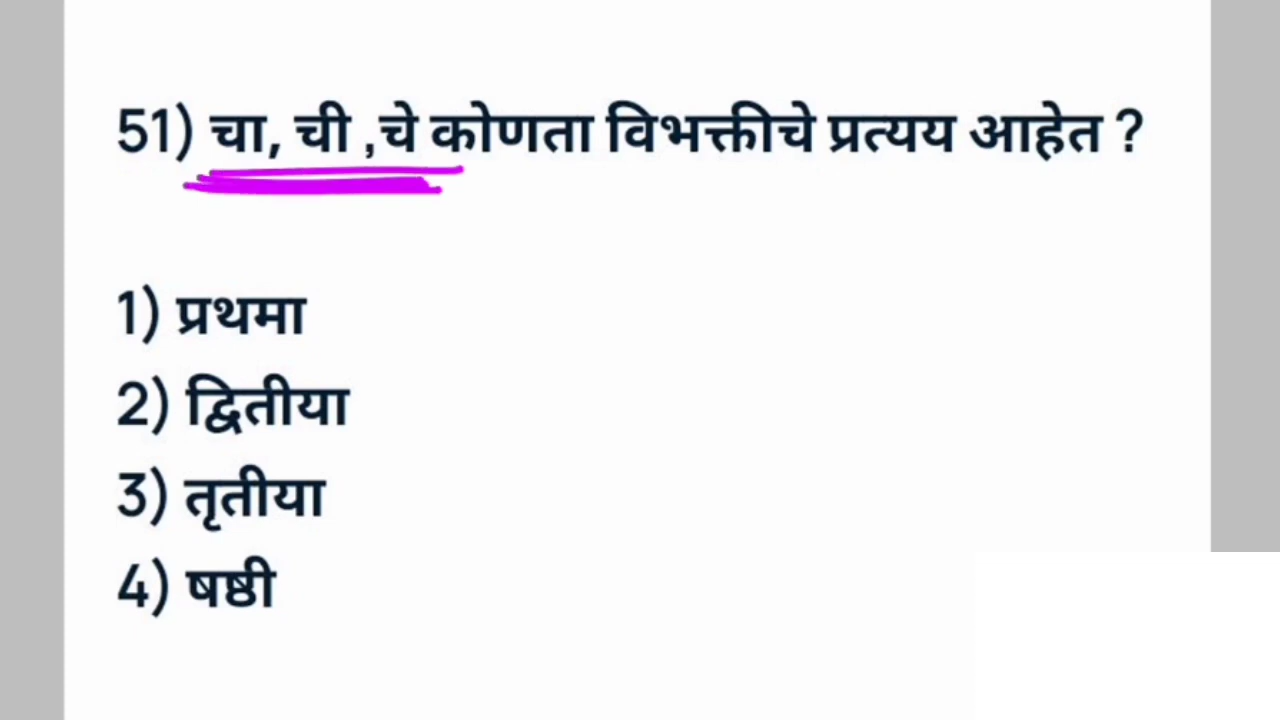 51) चा, ची ,चे कोणता विभक्तीचे प्रत्यय आहेत ?
1) प्रथमा
2) द्वितीया
3) तृतीया
4) षष्ठी